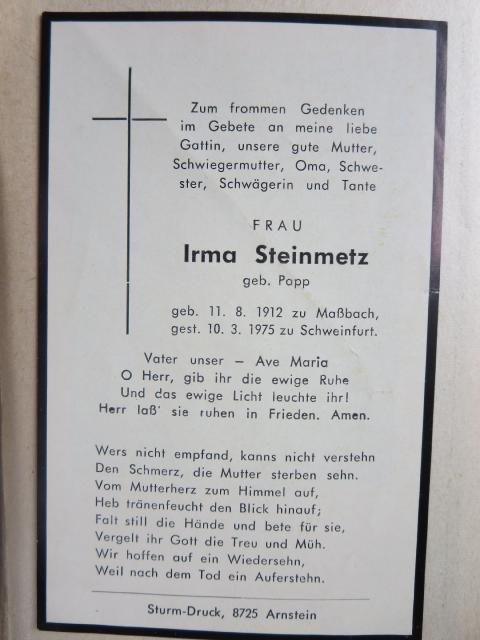 Zum frommen Gedenken
im Gebete an meine liebe
Gattin, unsere gute Mutter,
Schwiegermutter, Oma, Schwe-
ster, Schwägerin und Tante
FRAU
Irma Steinmetz
geb. Papp
geb. 11. 8. 1912 zu Maßbach,
gest. 10. 3. 1975 zu Schweinfurt.
Vater unser – Ave Maria
O Herr, gib ihr die ewige Ruhe
Und das ewige Licht leuchte ihr!
Herr laß' sie ruhen in Frieden. Amen.
Wers nicht empfand, kanns nicht verstehn
Den Schmerz, die Mutter sterben sehn.
Vom Mutterherz zum Himmel auf,
Heb tränenfeucht den Blick hinauf;
Falt still die Hände und bete für sie,
Vergelt ihr Gott die Treu und Müh.
Wir hoffen auf ein Wiedersehn,
Weil nach dem Tod ein Auferstehn.
Sturm-Druck, 8725 Arnstein